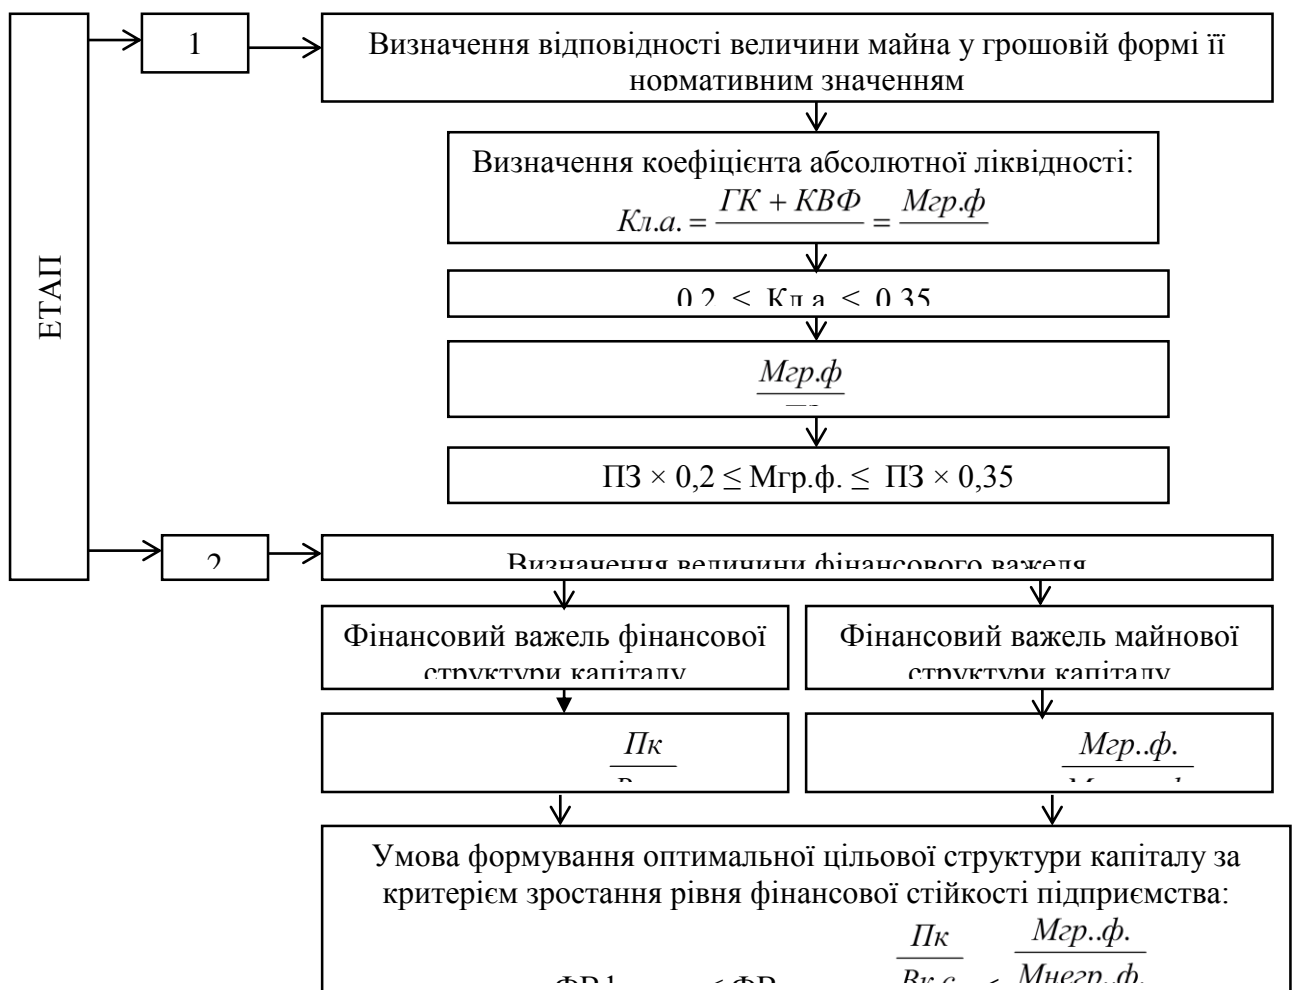 ЕТАП
1
Визначення відповідності величини майна у грошовій формі її
нормативним значенням
Визначення коефіцієнта абсолютної ліквідності:
Кл.а. = ГК + КВФ = Мгр.ф
0,2 ≤ Кл.а ≤ 0,35
Мгр.ф
ПЗ × 0,2 ≤ Мгр.ф. ≤ ПЗ × 0,35
2
Визначення величини фінансового важеля
Фінансовий важель фінансової
структури капіталу
Фінансовий важель майнової
структури капіталу
Пк
Мгр..ф.
Умова формування оптимальної цільової структури капіталу за
критерієм зростання рівня фінансової стійкості підприємства:
Пк
Мгр..ф.
Вк.с ≤ Мнегр..ф.